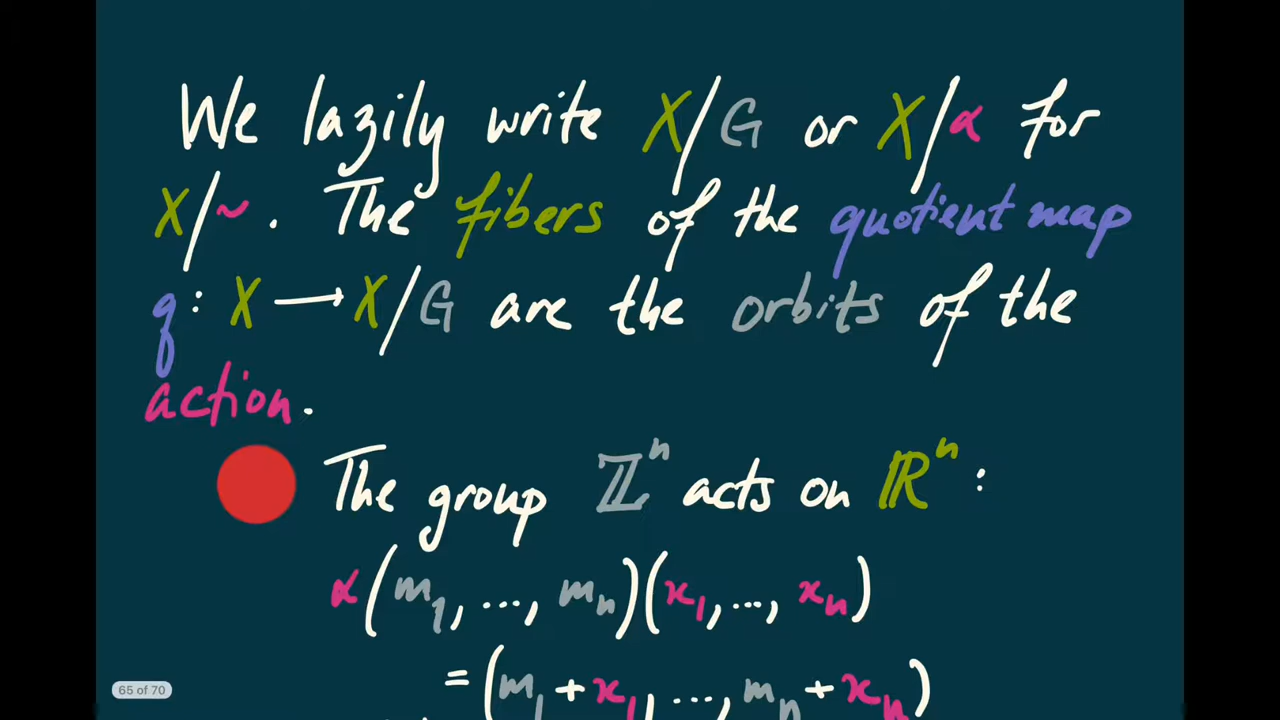 We lazily write X/G or X/α for
X/~. The fibers of the quotient map
q: X → X/G are the orbits of the
action.
The group ℤⁿ acts on ℝⁿ:
α(m₁, ..., mₙ)(x₁, ..., xₙ)
= (m₁ + x₁, ..., mₙ + xₙ)
65 of 70